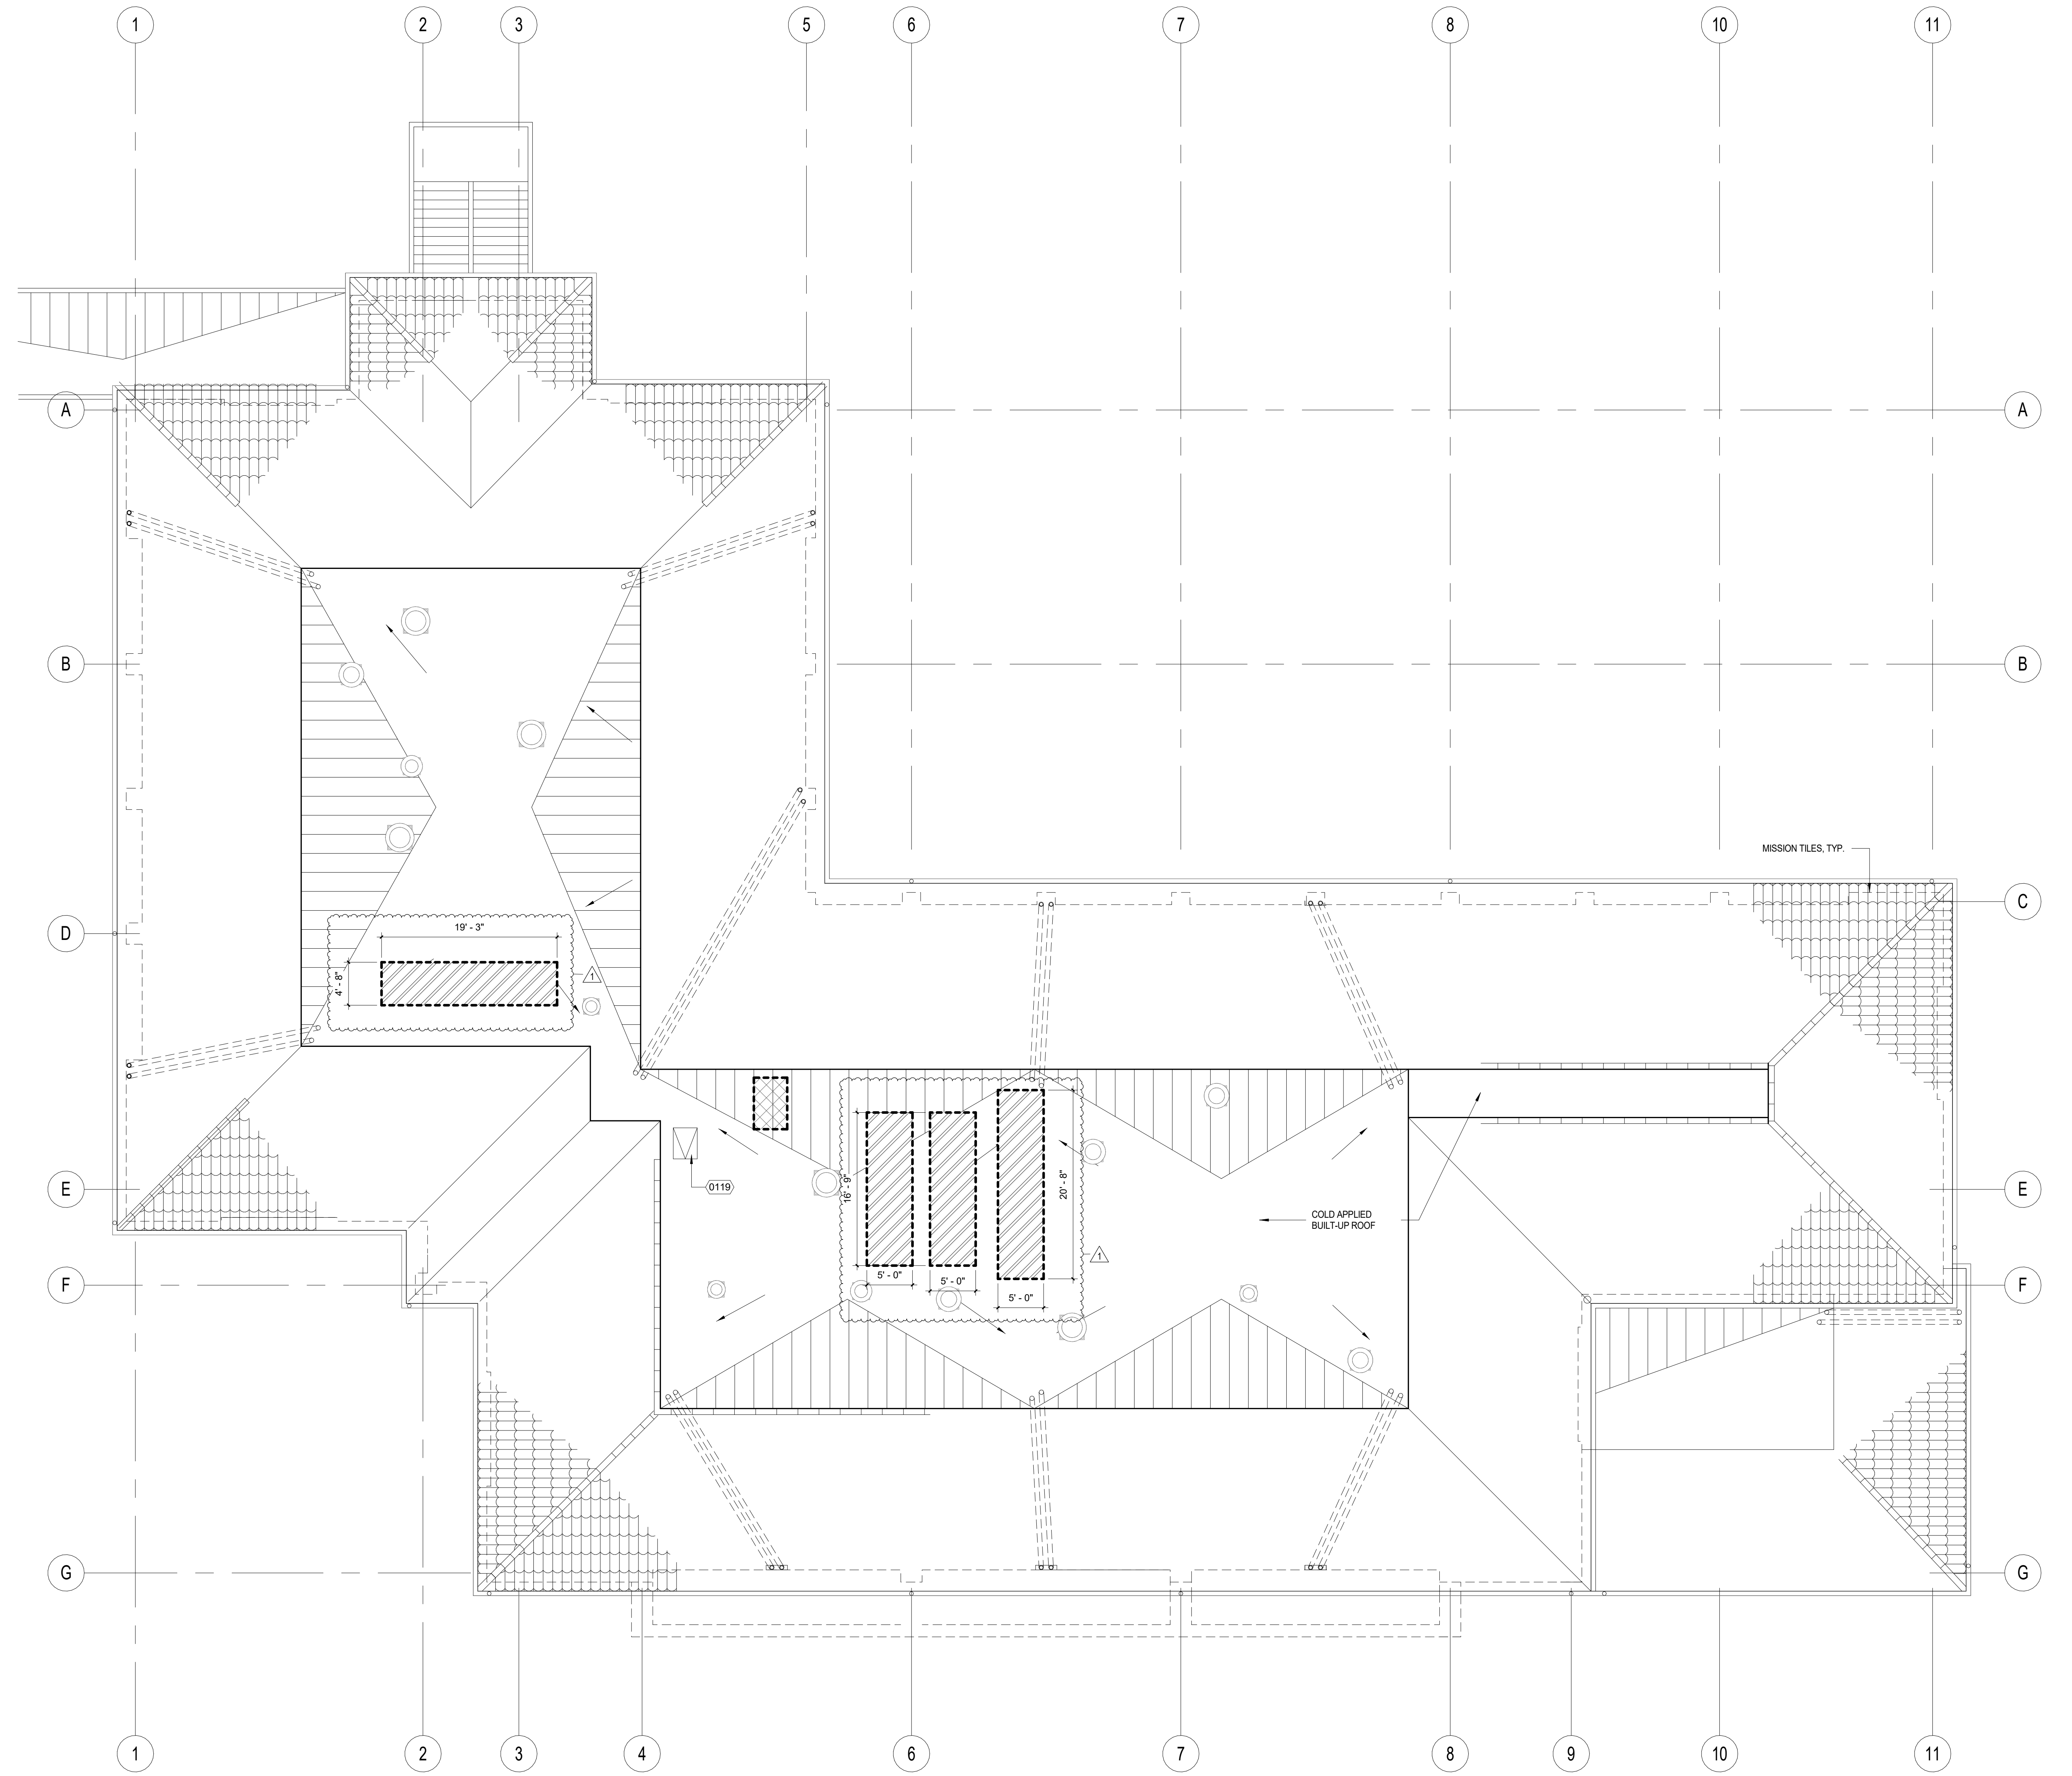 1 2 3 5 6 7 8 10 11
A A
B B
MISSION TILES, TYP.
C
D
19' - 3"
4' - 8"
1
E E
0119
16' - 9"
20' - 8"
COLD APPLIED
BUILT-UP ROOF
1
5' - 0"
5' - 0"
5' - 0"
F F
G G
1 2 3 4 6 7 8 9 10 11